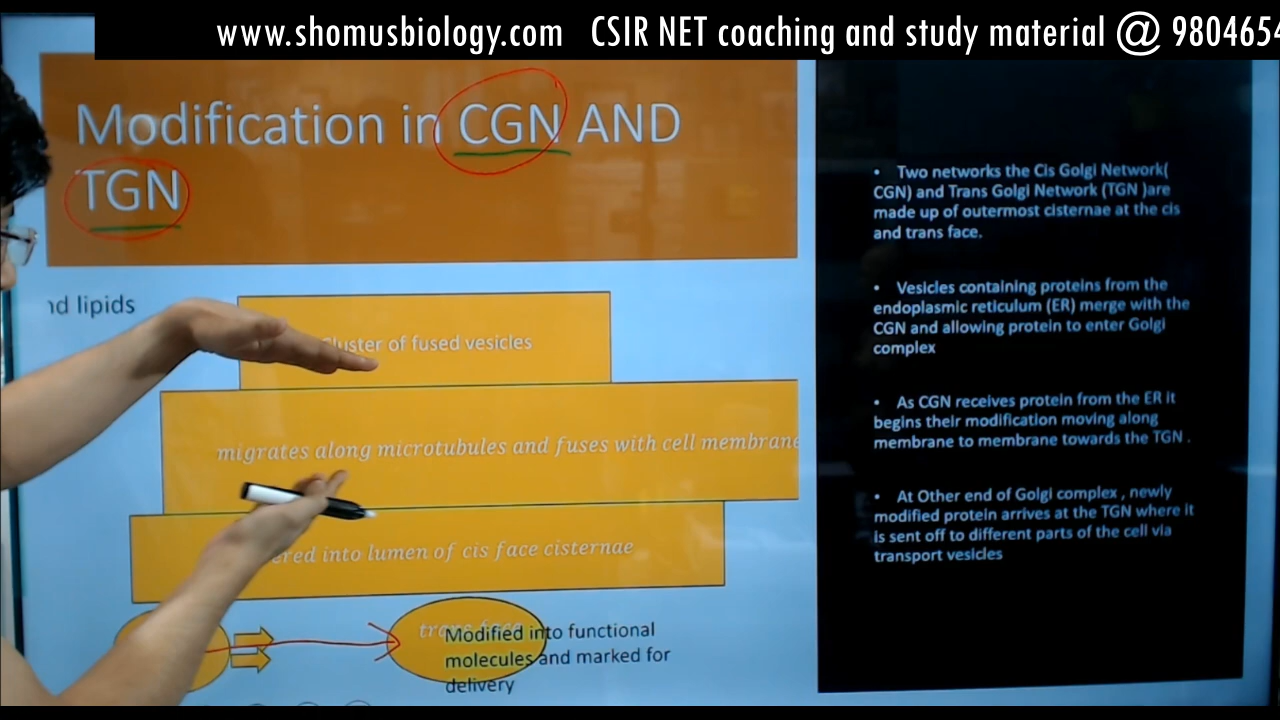 www.shomusbiology.com CSIR NET coaching and study material @ 9804654
Modification in CGN AND
TGN
nd lipids
Cluster of fused vesicles
migrates along microtubules and fuses with cell membrane
into lumen of cis face cisternae
trans face
Modified into functional
molecules and marked for
delivery
• Two networks the Cis Golgi Network(
CGN) and Trans Golgi Network (TGN )are
made up of outermost cisternae at the cis
and trans face.
• Vesicles containing proteins from the
endoplasmic reticulum (ER) merge with the
CGN and allowing protein to enter Golgi
complex
• As CGN receives protein from the ER it
begins their modification moving along
membrane to membrane towards the TGN .
• At Other end of Golgi complex , newly
modified protein arrives at the TGN where it
is sent off to different parts of the cell via
transport vesicles